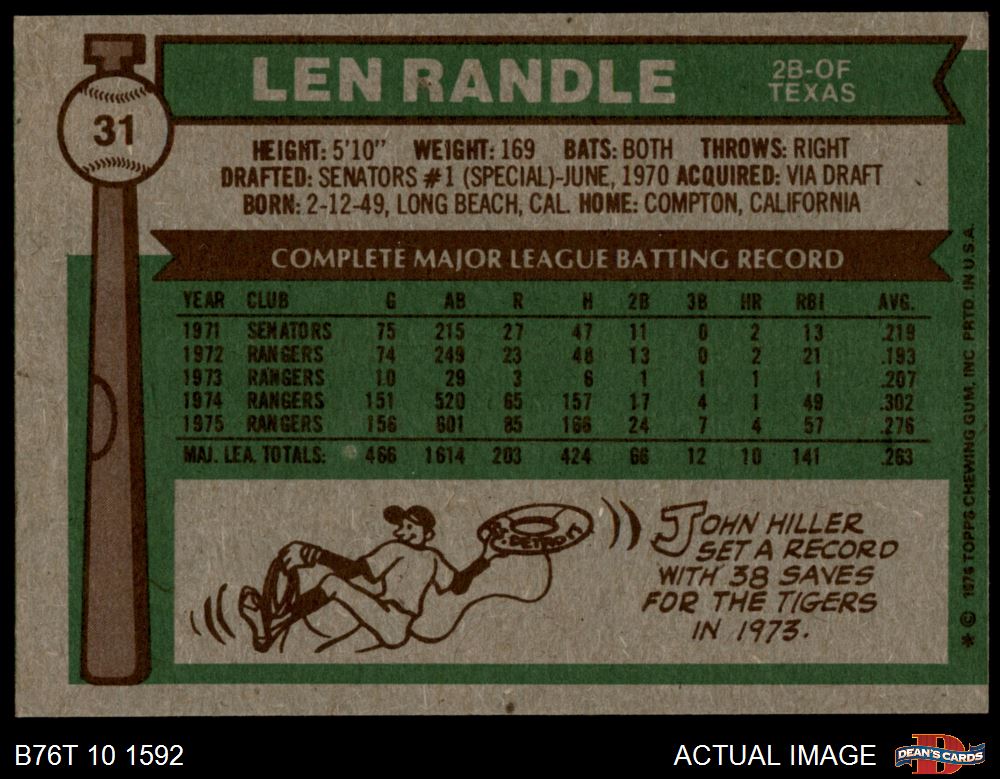 31
LEN RANDLE
2B-OF
TEXAS
HEIGHT: 5'10" WEIGHT: 169 BATS: BOTH THROWS: RIGHT
DRAFTED: SENATORS #1 (SPECIAL)-JUNE, 1970 ACQUIRED: VIA DRAFT
BORN: 2-12-49, LONG BEACH, CAL. HOME: COMPTON, CALIFORNIA
COMPLETE MAJOR LEAGUE BATTING RECORD
YEAR CLUB G AB R H 2B 3B HR RBI AVG.
1971 SENATORS 75 215 27 47 11 0 2 13 .219
1972 RANGERS 74 249 23 48 13 0 2 21 .193
1973 RANGERS 10 29 3 6 1 1 1 1 .207
1974 RANGERS 151 520 65 157 17 4 1 49 .302
1975 RANGERS 156 601 85 166 24 7 4 57 .276
MAJ. LEA. TOTALS: 466 1614 203 424 66 12 10 141 .263
DETROIT
JOHN HILLER
SET A RECORD
WITH 38 SAVES
FOR THE TIGERS
IN 1973.
* © 1976 TOPPS CHEWING GUM, INC. PRTD. IN U.S.A.
B76T 10 1592
ACTUAL IMAGE
DEAN'S CARDS